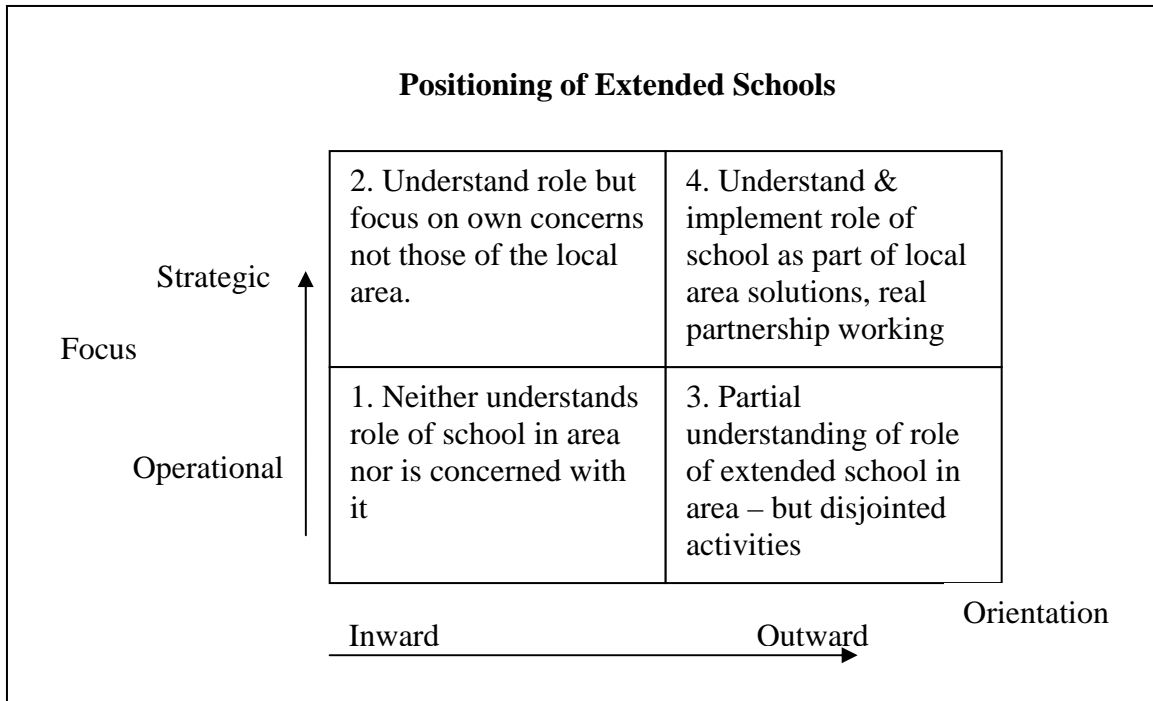 Positioning of Extended Schools
2. Understand role but
focus on own concerns
not those of the local
area.
4. Understand &
implement role of
school as part of local
area solutions, real
partnership working
Strategic
Focus
Operational
1. Neither understands
role of school in area
nor is concerned with
it
3. Partial
understanding of role
of extended school in
area – but disjointed
activities
Inward
Outward
Orientation